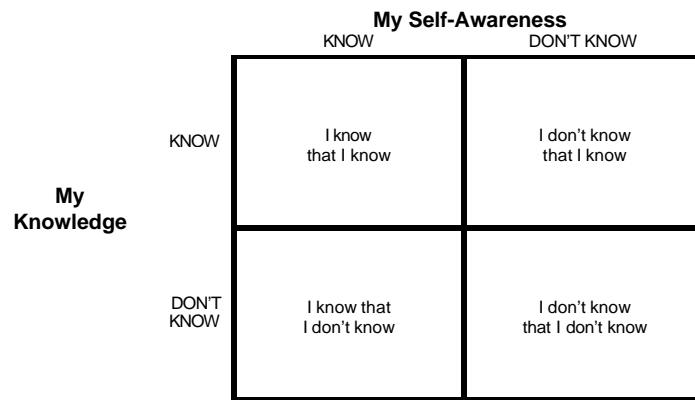 My Self-Awareness
KNOW DON'T KNOW
KNOW
I know
that I know
I don't know
that I know
My
Knowledge
DON'T
KNOW
I know that
I don't know
I don't know
that I don't know